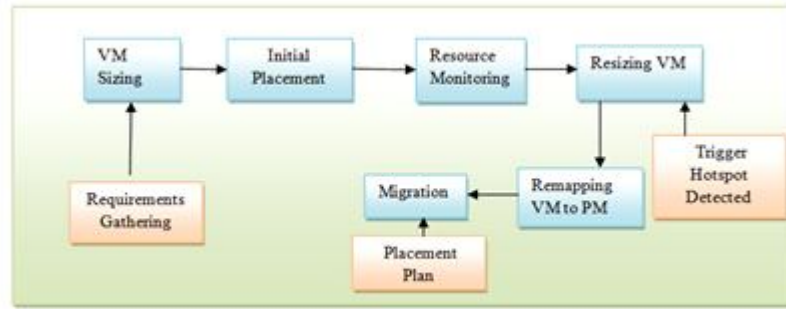 VM
Sizing
Initial
Placement
Resource
Monitoring
Resizing VM
Requirements
Gathering
Migration
Remapping
VM to PM
Trigger
Hotspot
Detected
Placement
Plan